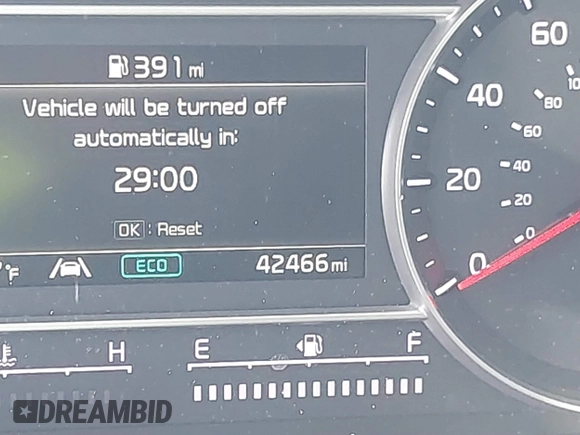 391 mi
Vehicle will be turned off
automatically in:
29:00
OK : Reset
°F
ECO
42466 mi
H
E
F
60
40
20
0
80
60
40
20
0
DREAMBID